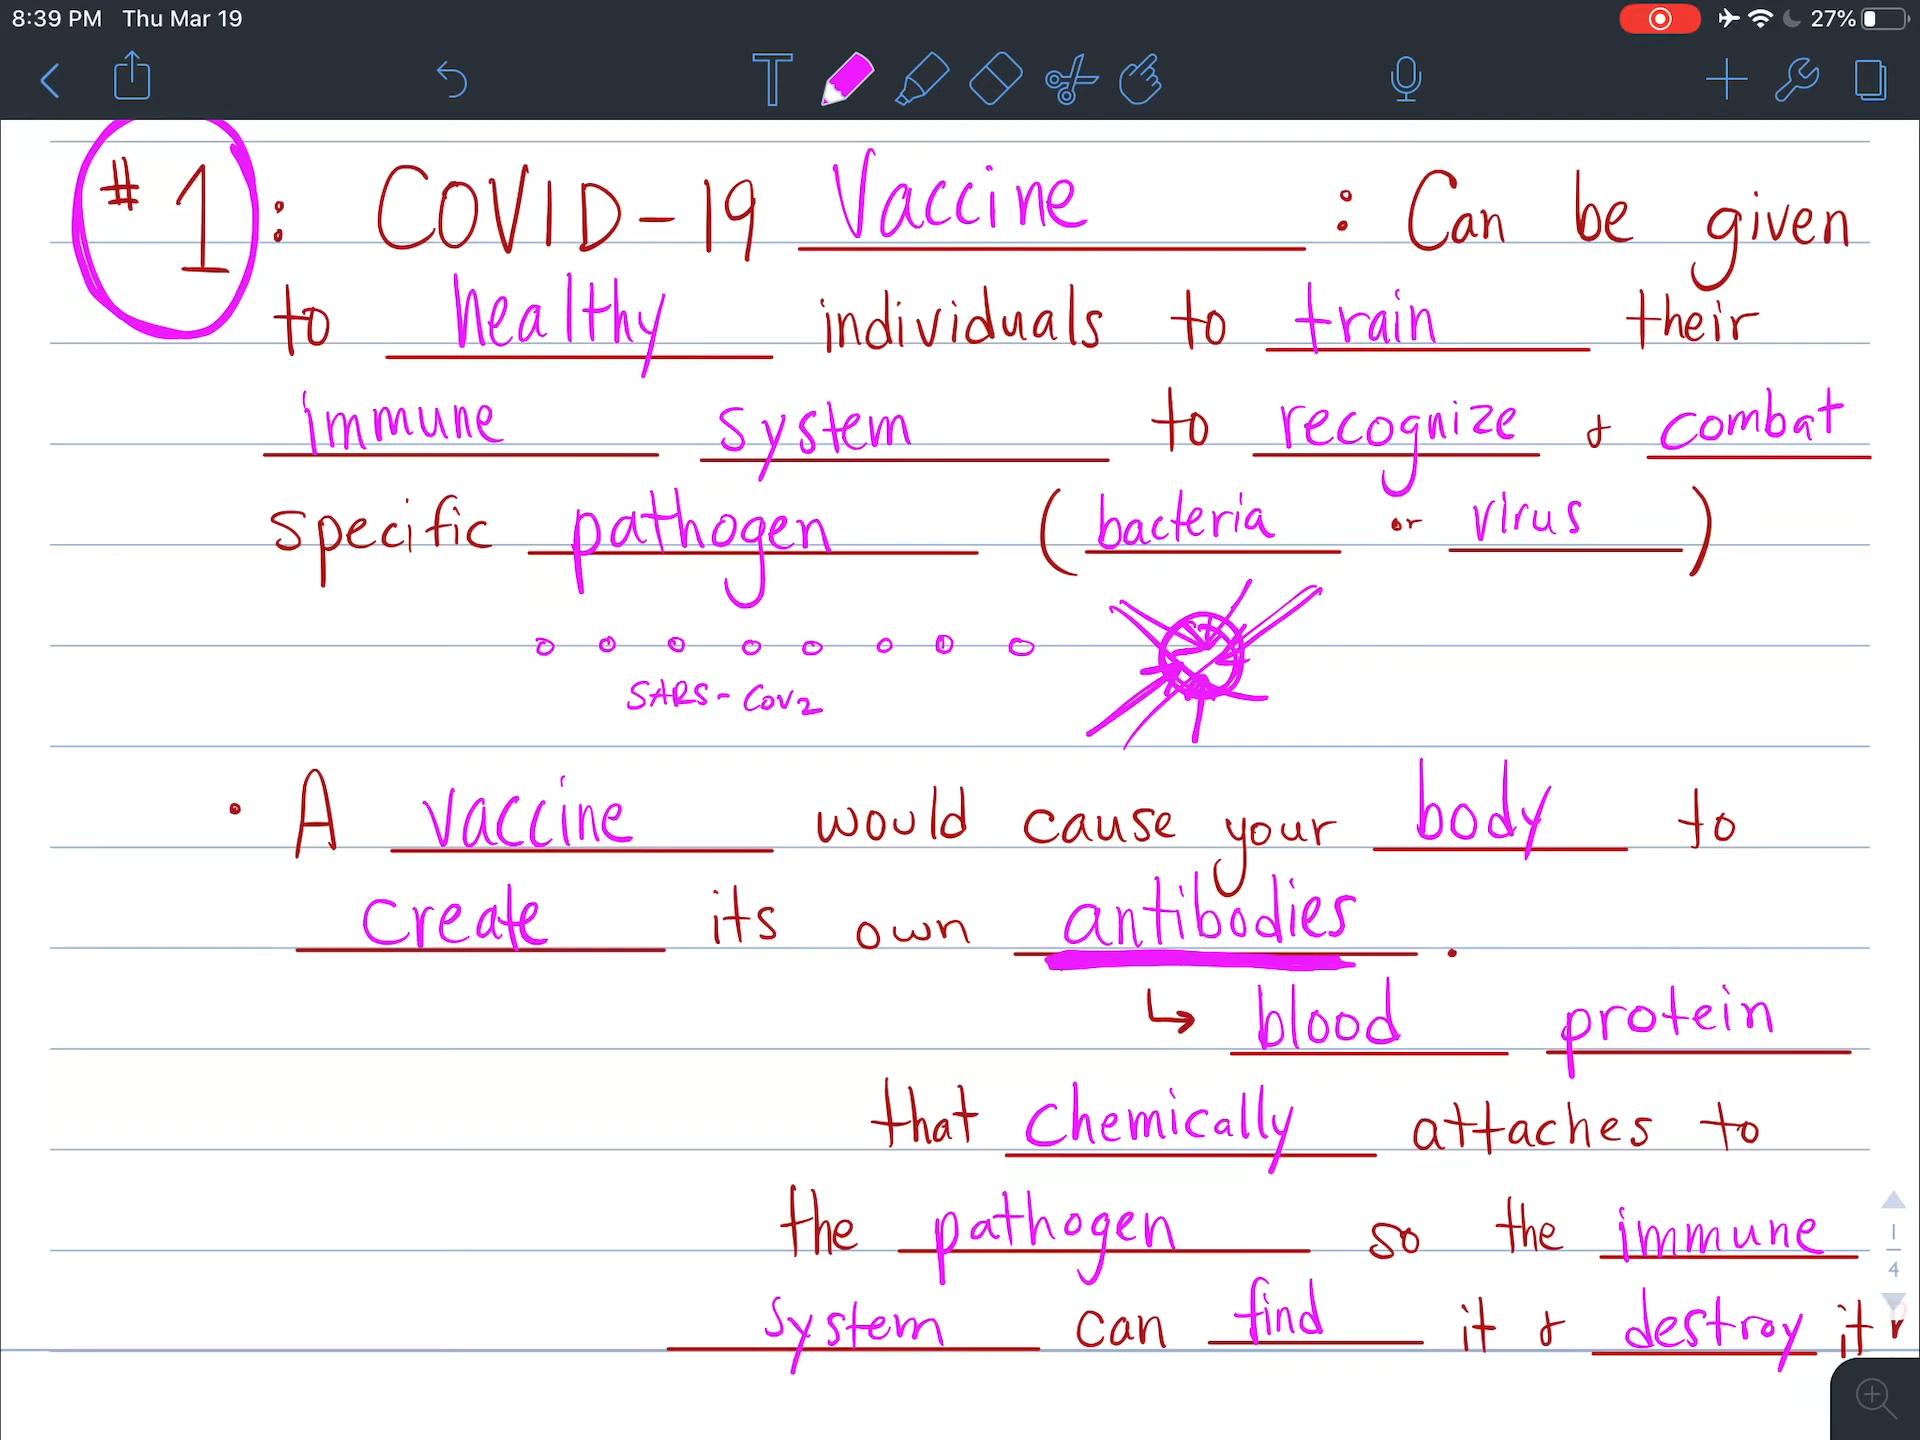 8:39 PM Thu Mar 19 27%
T
#1: COVID-19 Vaccine : Can be given
to healthy individuals to train their
immune system to recognize & combat
specific pathogen (bacteria or virus)
SARS-CoV2
• A vaccine would cause your body to
create its own antibodies.
↳ blood protein
that chemically attaches to
the pathogen so the immune
1
4
system can find it & destroy it